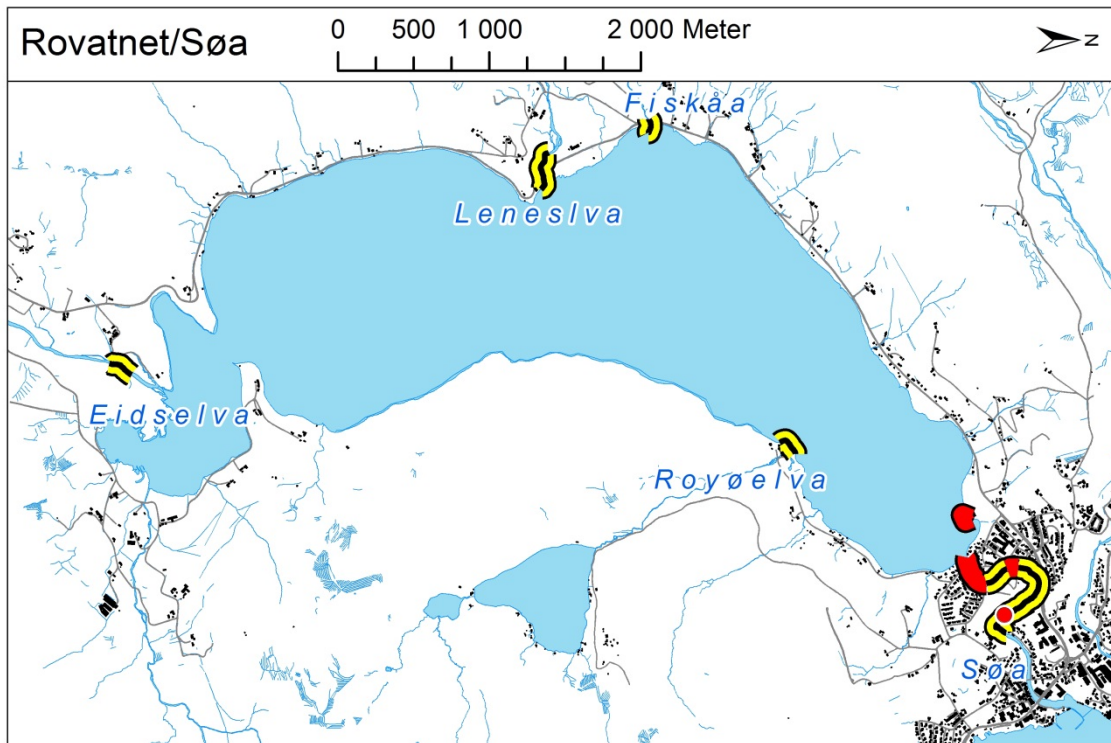 Rovatnet/Søa
0 500 1 000 2 000 Meter
N
Fiskåa
Leneslva
Eidselva
Royøelva
Søa